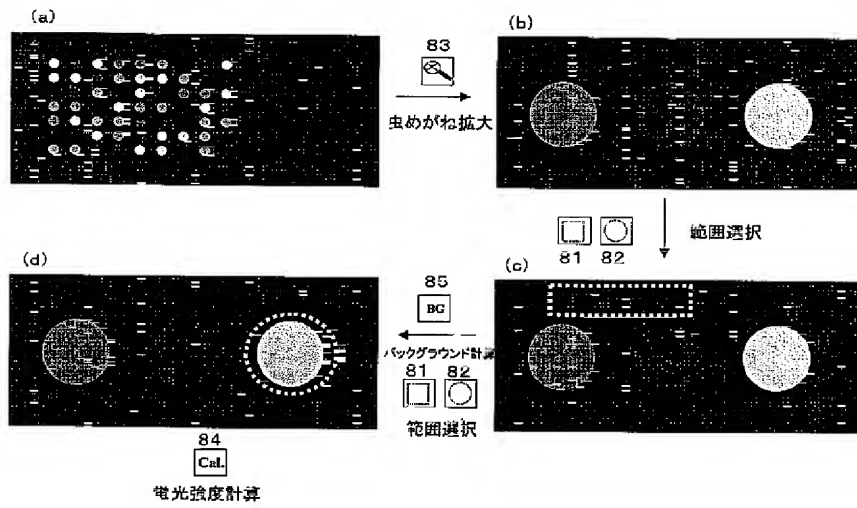 (a)
83
虫めがね拡大
(b)
81 82
範囲選択
(c)
85
BG
バックグラウンド計算
81 82
範囲選択
(d)
84
Cal.
蛍光強度計算